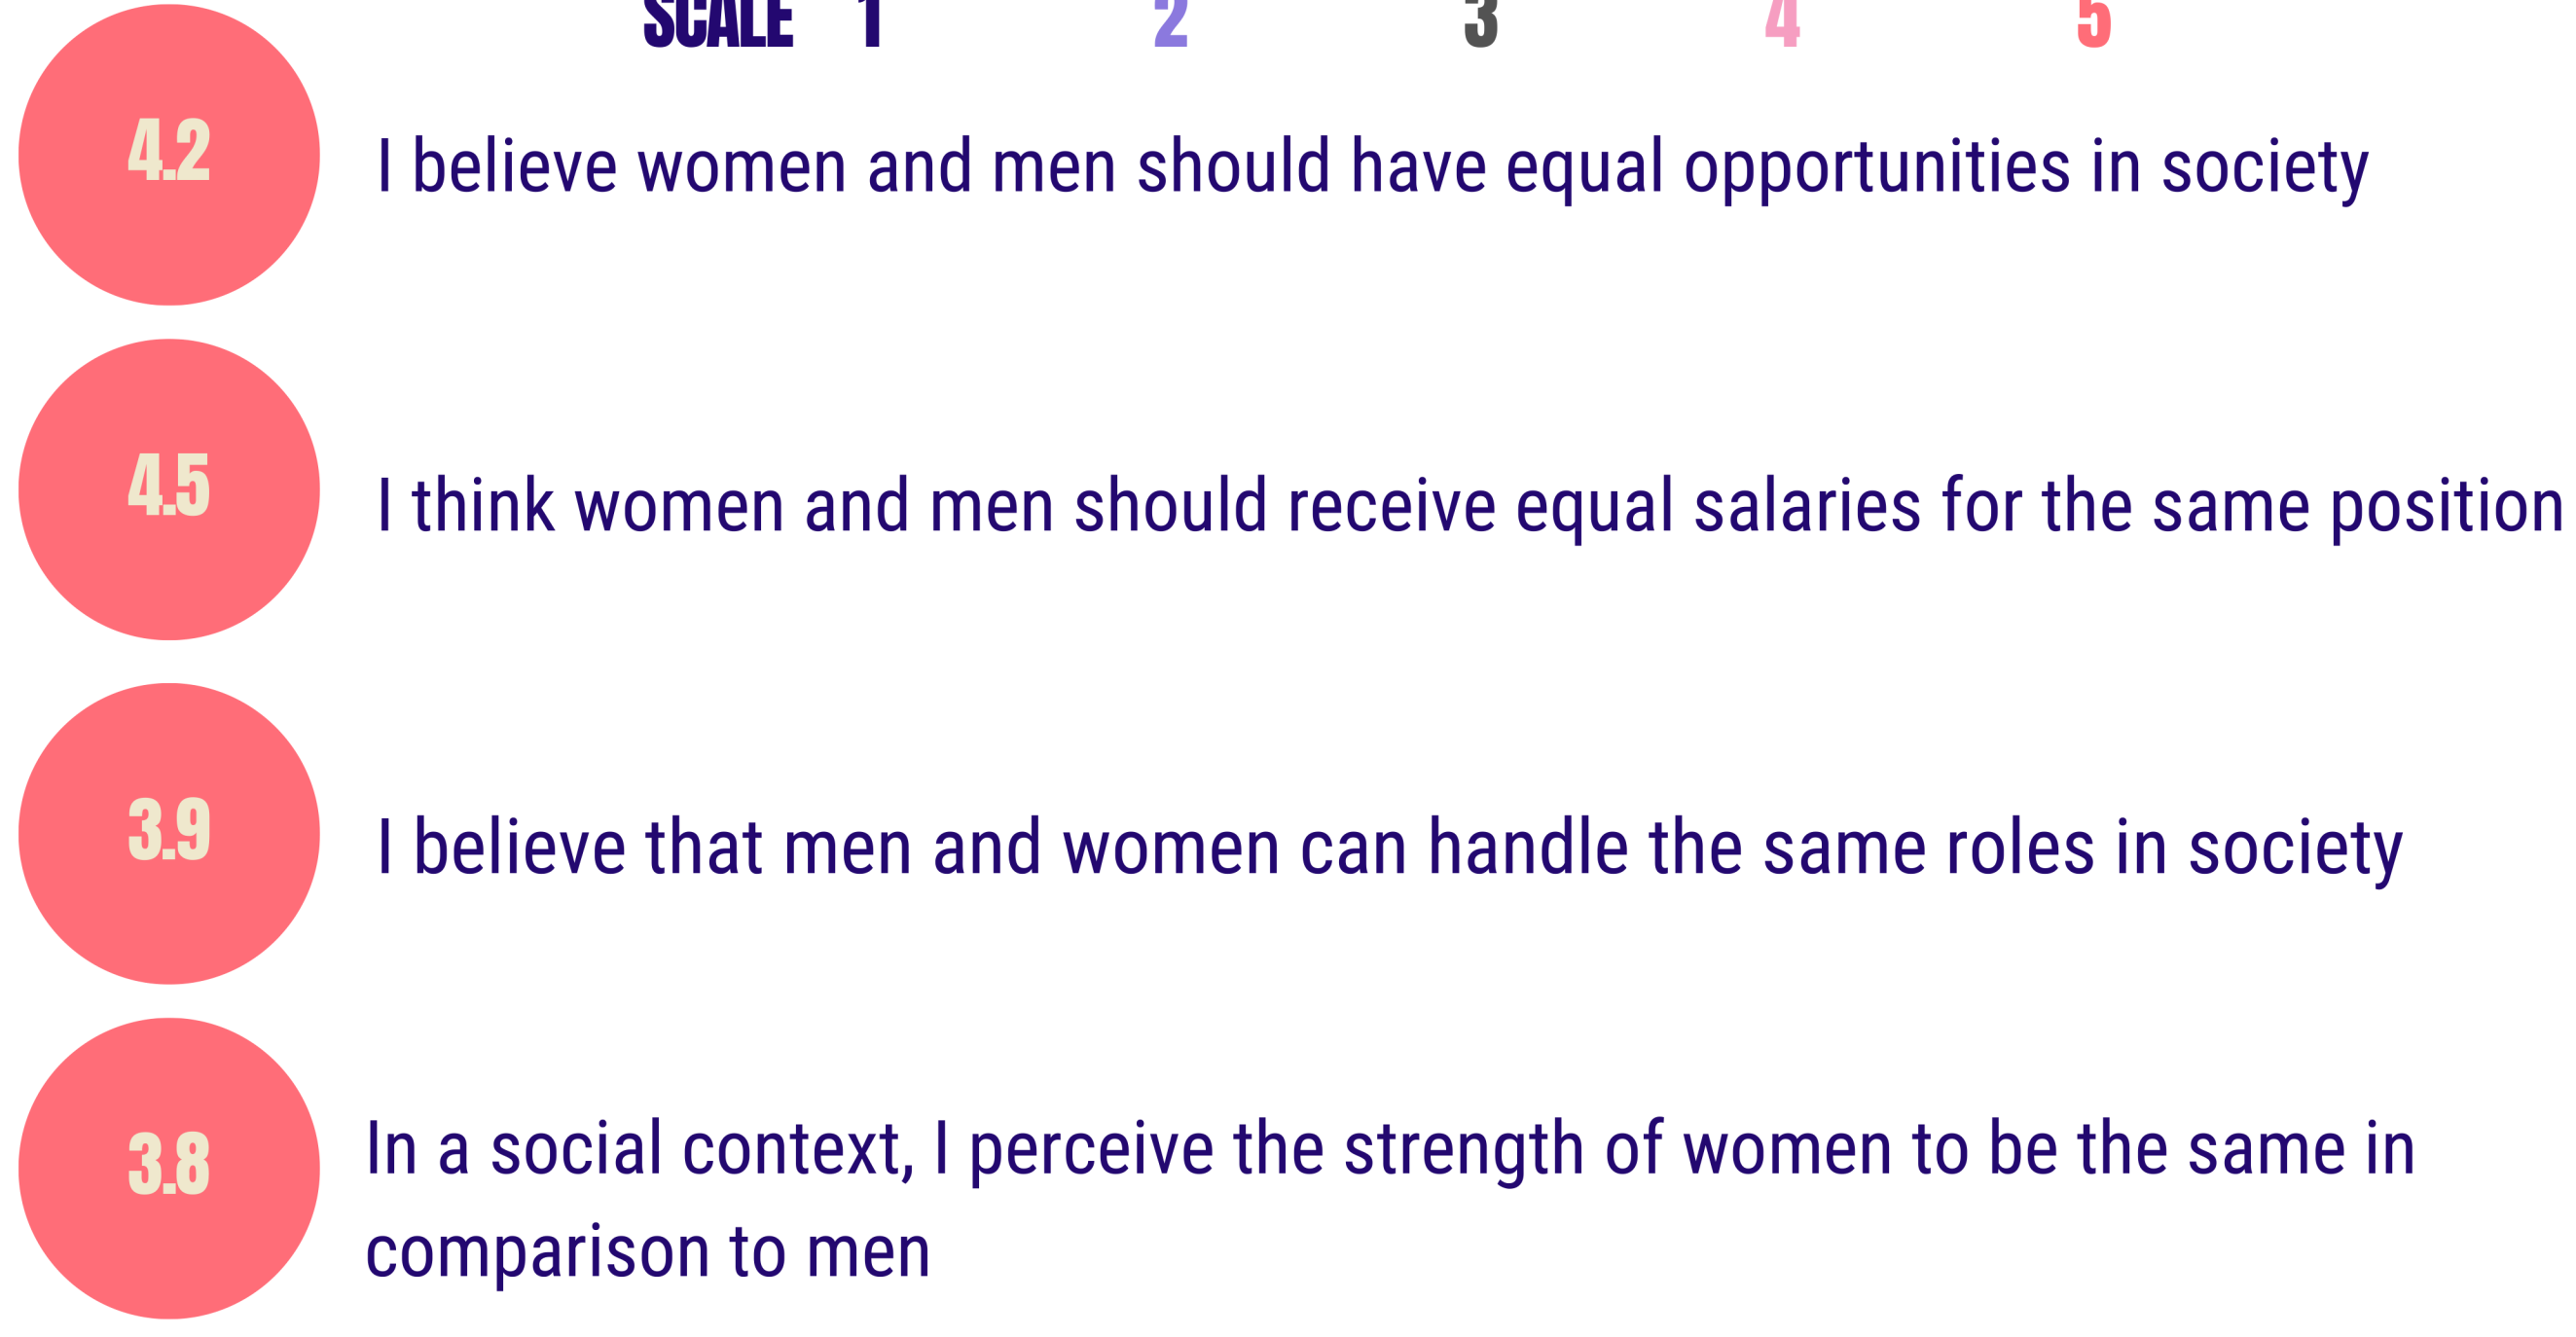 SCALE 1 2 3 4 5
4.2 I believe women and men should have equal opportunities in society
4.5 I think women and men should receive equal salaries for the same position
3.9 I believe that men and women can handle the same roles in society
3.8 In a social context, I perceive the strength of women to be the same in
comparison to men